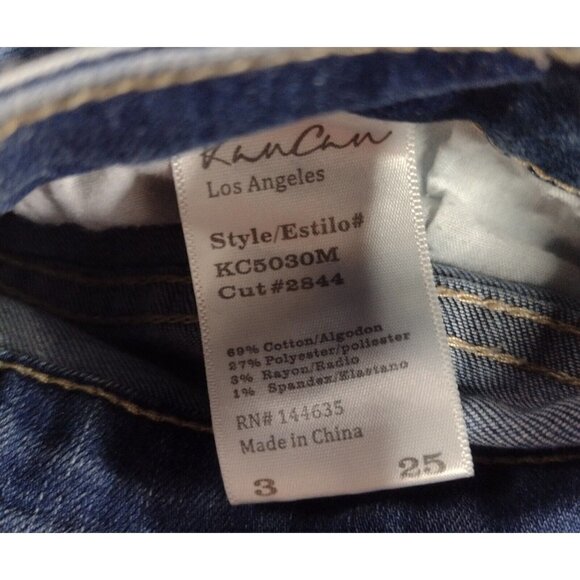 KanCan
Los Angeles
Style/Estilo#
KC5030M
Cut#2844
69% Cotton/Algodon
27% Polyester/poliester
3% Rayon/Radio
1% Spandex/Elastano
RN# 144635
Made in China
3 25